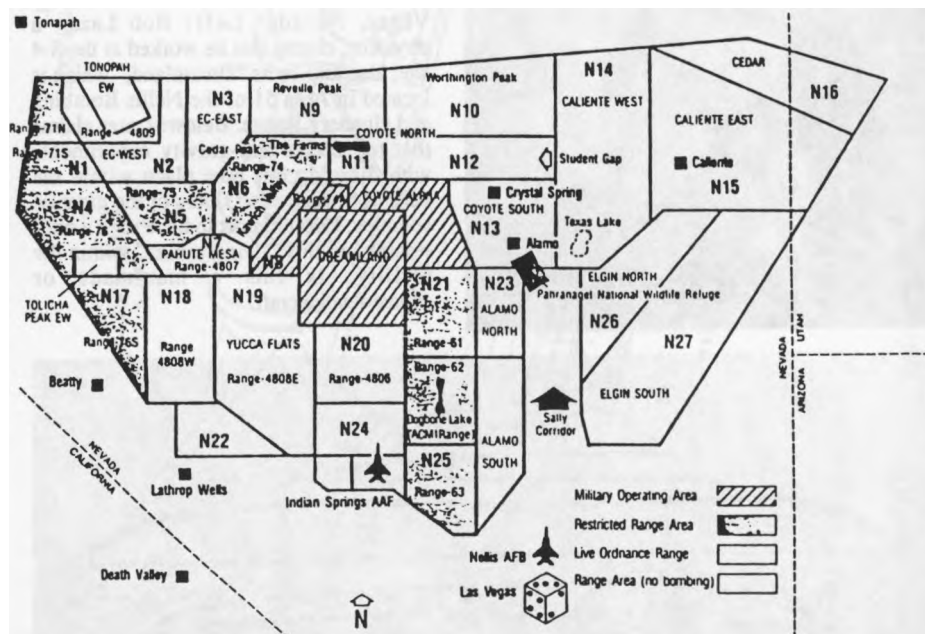 Tonapah
TONOPAH
EW
N3
EC-EAST
Reveille Peak
Worthington Peak
N14
CALIENTE WEST
CEDAR
N16
Range-71N
Range
4809
N10
CALIENTE EAST
Range-71S
N1
EC-WEST
N2
Cedar Peak
The Farms
N9
COYOTE NORTH
N11
N12
Student Gap
Caliente
N15
Range-75
N5
N6
Range-74
Kawich Valley
COYOTE ALPHA
Crystal Spring
COYOTE SOUTH
N13
Texas Lake
N4
Range-76
N7
PAHUTE MESA
Range-4807
N8
DREAMLAND
Alamo
ELGIN NORTH
Panranaget National Wildlife Refuge
TOLICHA
PEAK EW
N17
N18
N19
N21
N23
ALAMO
NORTH
N26
N27
Range-76S
Range
4808W
YUCCA FLATS
N20
Range-61
Range-4808E
Range-4806
Range-62
ELGIN SOUTH
Beatty
Dogbone Lake
(ACMI Range)
Sally
Corridor
NEVADA
UTAH
ARIZONA
N22
N24
ALAMO
SOUTH
NEVADA
CALIFORNIA
Lathrop Wells
N25
Indian Springs AAF
Range-63
Military Operating Area
Restricted Range Area
Nellis AFB
Live Ordnance Range
Death Valley
Las Vegas
Range Area (no bombing)
N